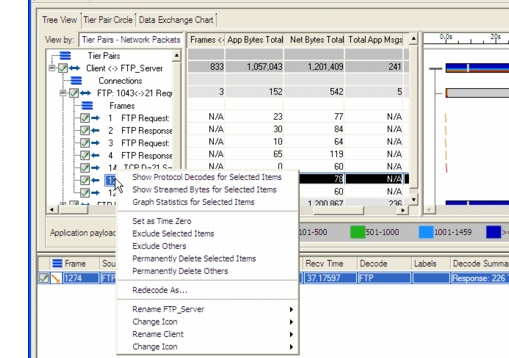 Tree View Tier Pair Circle Data Exchange Chart
View by: Tier Pairs - Network Packets Frames <- App Bytes Total Net Bytes Total Total App Msgs 0.0s 20s
Tier Pairs
Client <-> FTP_Server 833 1,057,043 1,201,409 241
Connections
FTP: 1043<->21 Requ 3 152 542 5
Frames
1 FTP Request: N/A 23 77 N/A
2 FTP Response N/A 30 84 N/A
3 FTP Request: N/A 10 64 N/A
4 FTP Response N/A 65 119 N/A
14 TCP D=21 S= N/A 0 60 N/A
78 N/A
60 N/A
1 200 867 236
Show Protocol Decodes for Selected Items
Show Streamed Bytes for Selected Items
Graph Statistics for Selected Items
Set as Time Zero
Exclude Selected Items
Exclude Others
Permanently Delete Selected Items
Permanently Delete Others
Redecode As...
Rename FTP_Server
Change Icon
Rename Client
Change Icon
Application payload 101-500 501-1000 1001-1459
Frame Sou Recv Time Decode Labels Decode Summa
1274 FTP 37.17597 FTP Response: 226